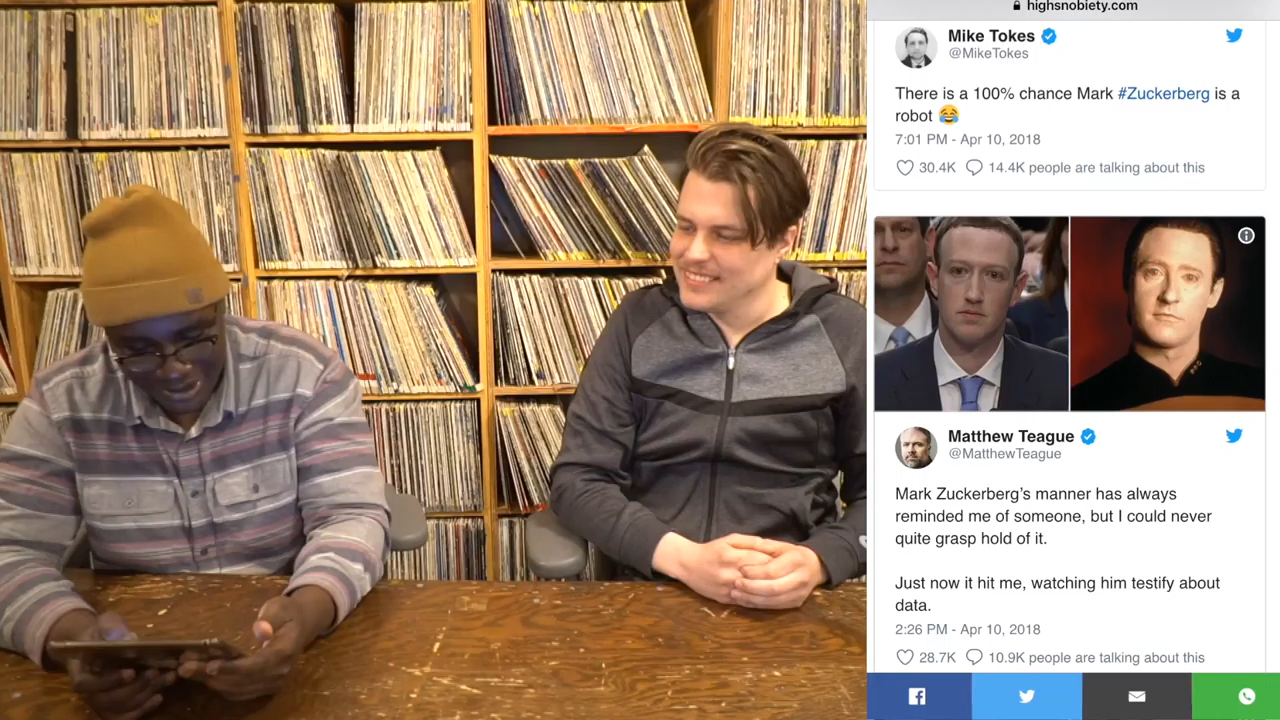 highsnobiety.com
Mike Tokes
@MikeTokes
There is a 100% chance Mark #Zuckerberg is a
robot 😂
7:01 PM - Apr 10, 2018
30.4K 14.4K people are talking about this
Matthew Teague
@MatthewTeague
Mark Zuckerberg's manner has always
reminded me of someone, but I could never
quite grasp hold of it.
Just now it hit me, watching him testify about
data.
2:26 PM - Apr 10, 2018
28.7K 10.9K people are talking about this